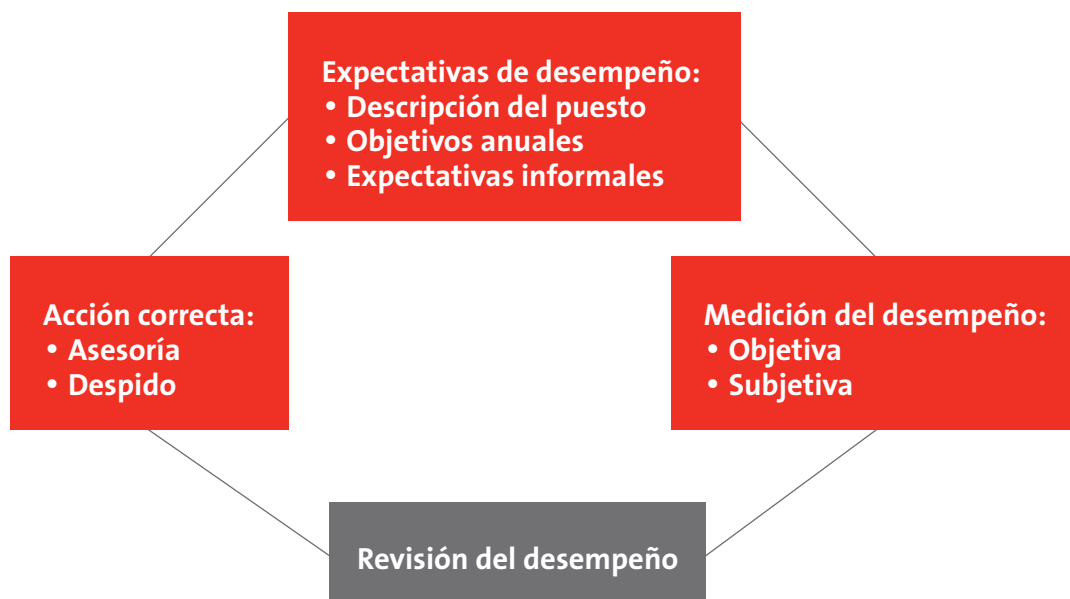 Expectativas de desempeño:
• Descripción del puesto
• Objetivos anuales
• Expectativas informales
Acción correcta:
• Asesoría
• Despido
Medición del desempeño:
• Objetiva
• Subjetiva
Revisión del desempeño